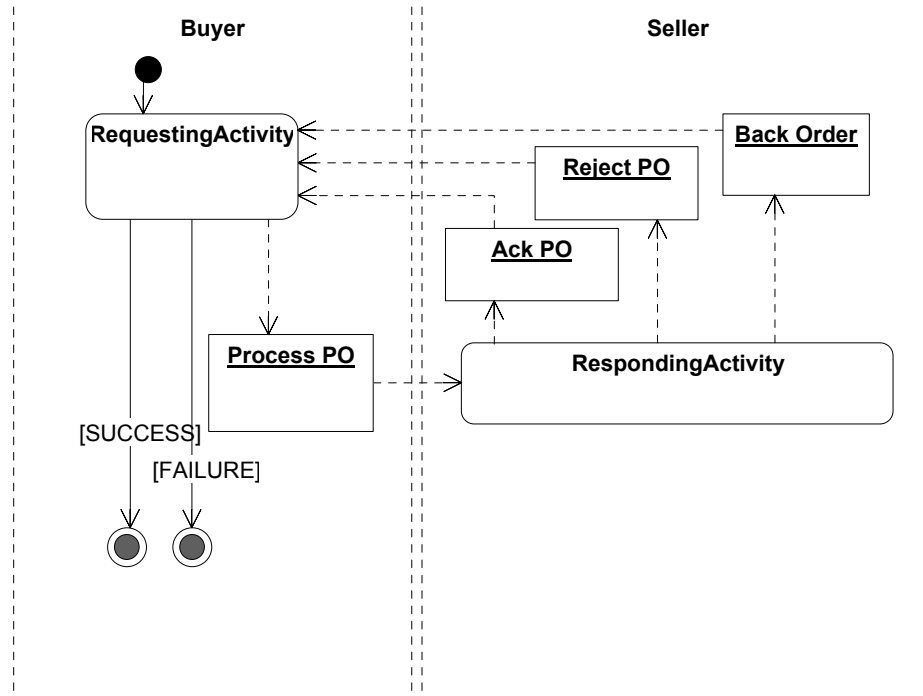 Buyer
Seller
RequestingActivity
Back Order
Reject PO
Ack PO
Process PO
RespondingActivity
[SUCCESS]
[FAILURE]